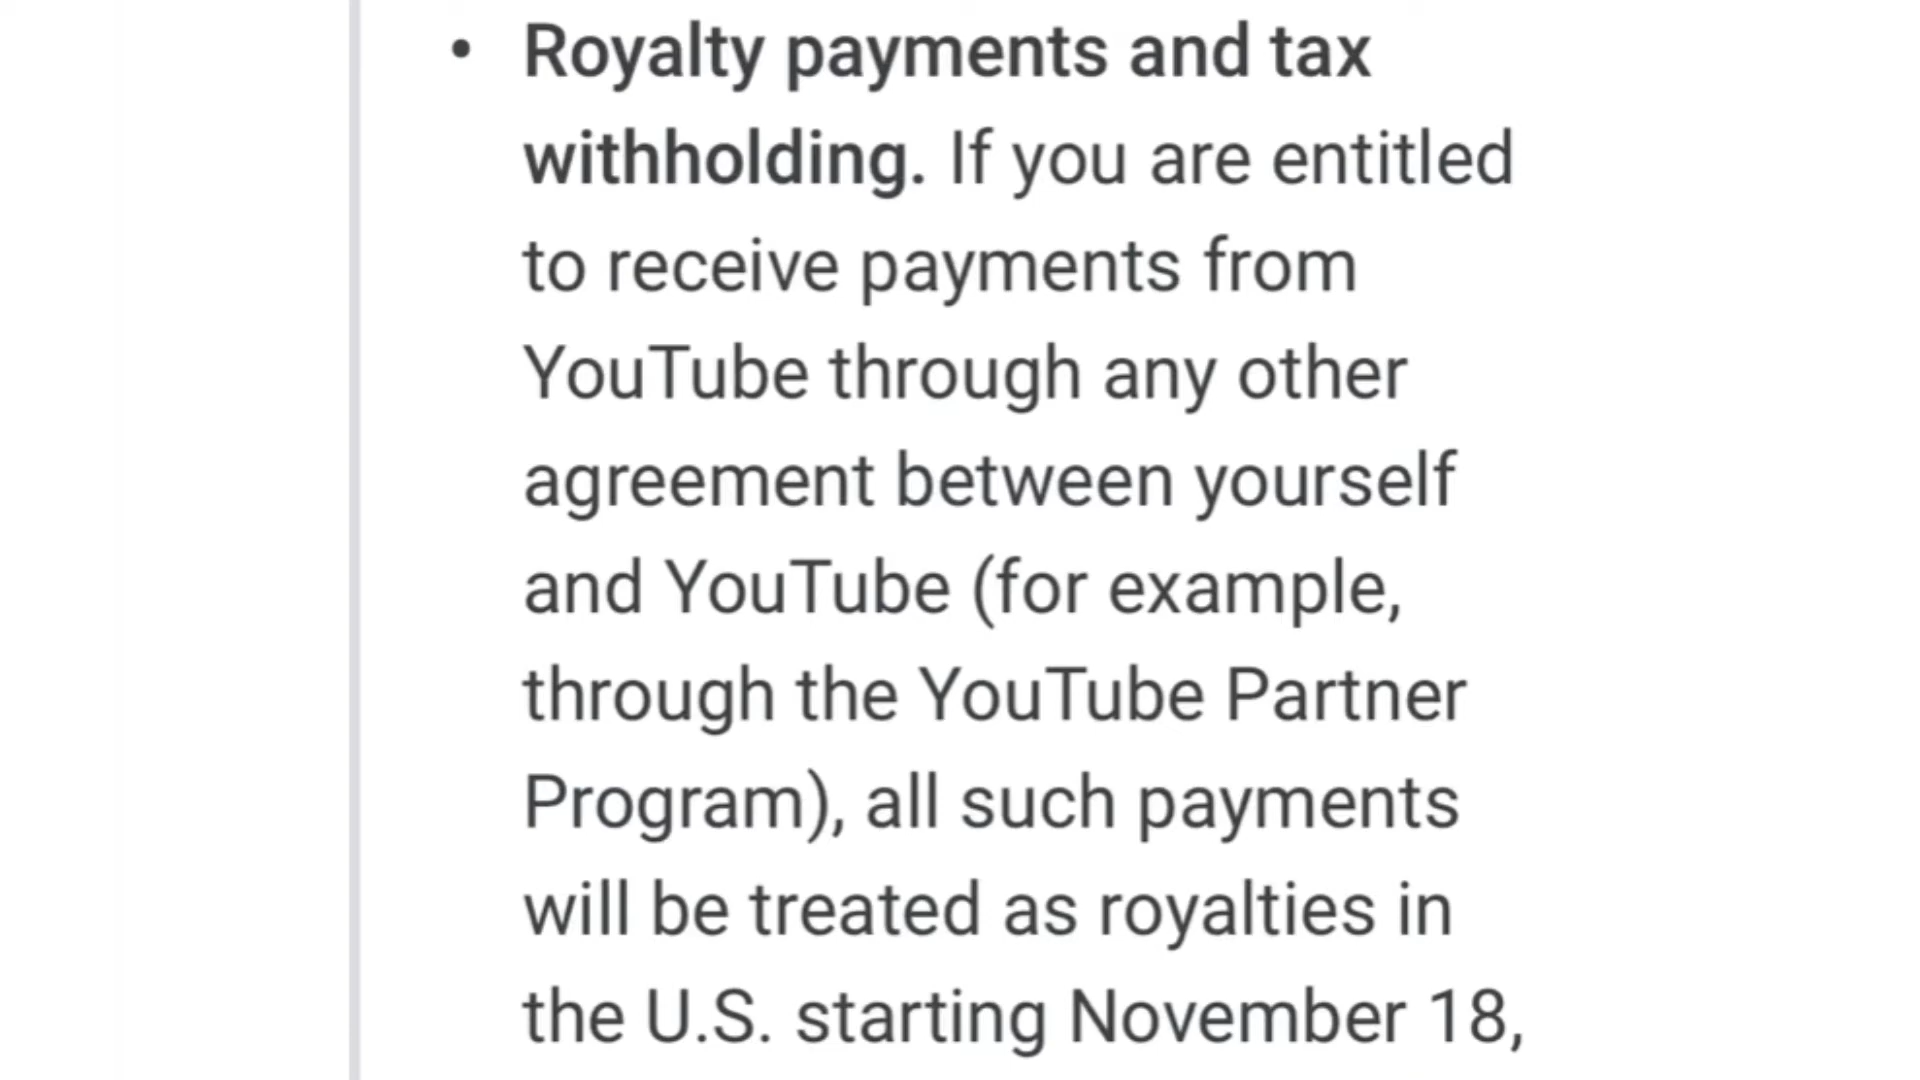 • Royalty payments and tax
withholding. If you are entitled
to receive payments from
YouTube through any other
agreement between yourself
and YouTube (for example,
through the YouTube Partner
Program), all such payments
will be treated as royalties in
the U.S. starting November 18,